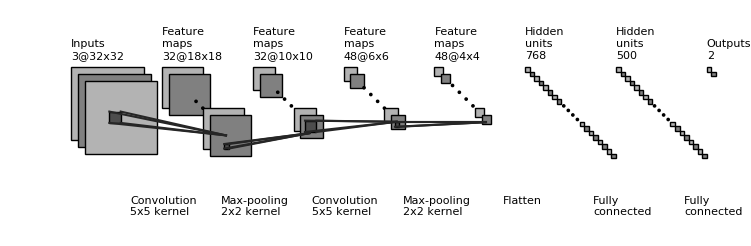 Inputs
3@32x32
Feature
maps
32@18x18
Feature
maps
32@10x10
Feature
maps
48@6x6
Feature
maps
48@4x4
Hidden
units
768
Hidden
units
500
Outputs
2
Convolution
5x5 kernel
Max-pooling
2x2 kernel
Convolution
5x5 kernel
Max-pooling
2x2 kernel
Flatten
Fully
connected
Fully
connected